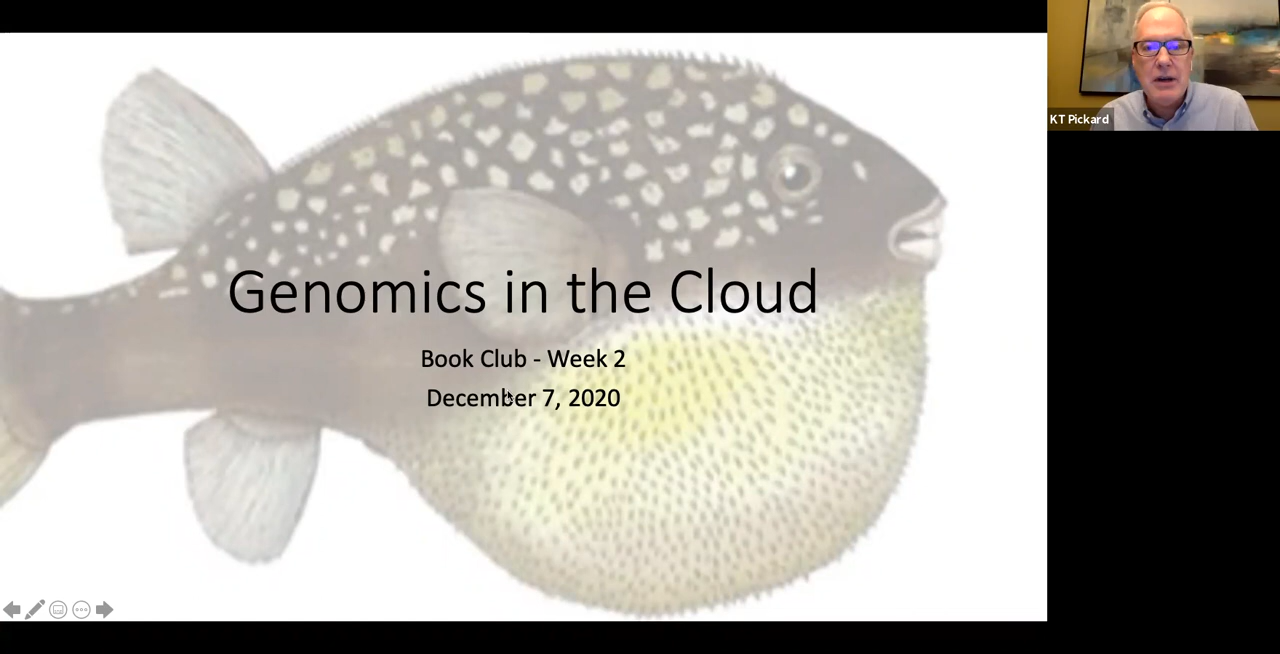 Genomics in the Cloud
Book Club - Week 2
December 7, 2020
KT Pickard